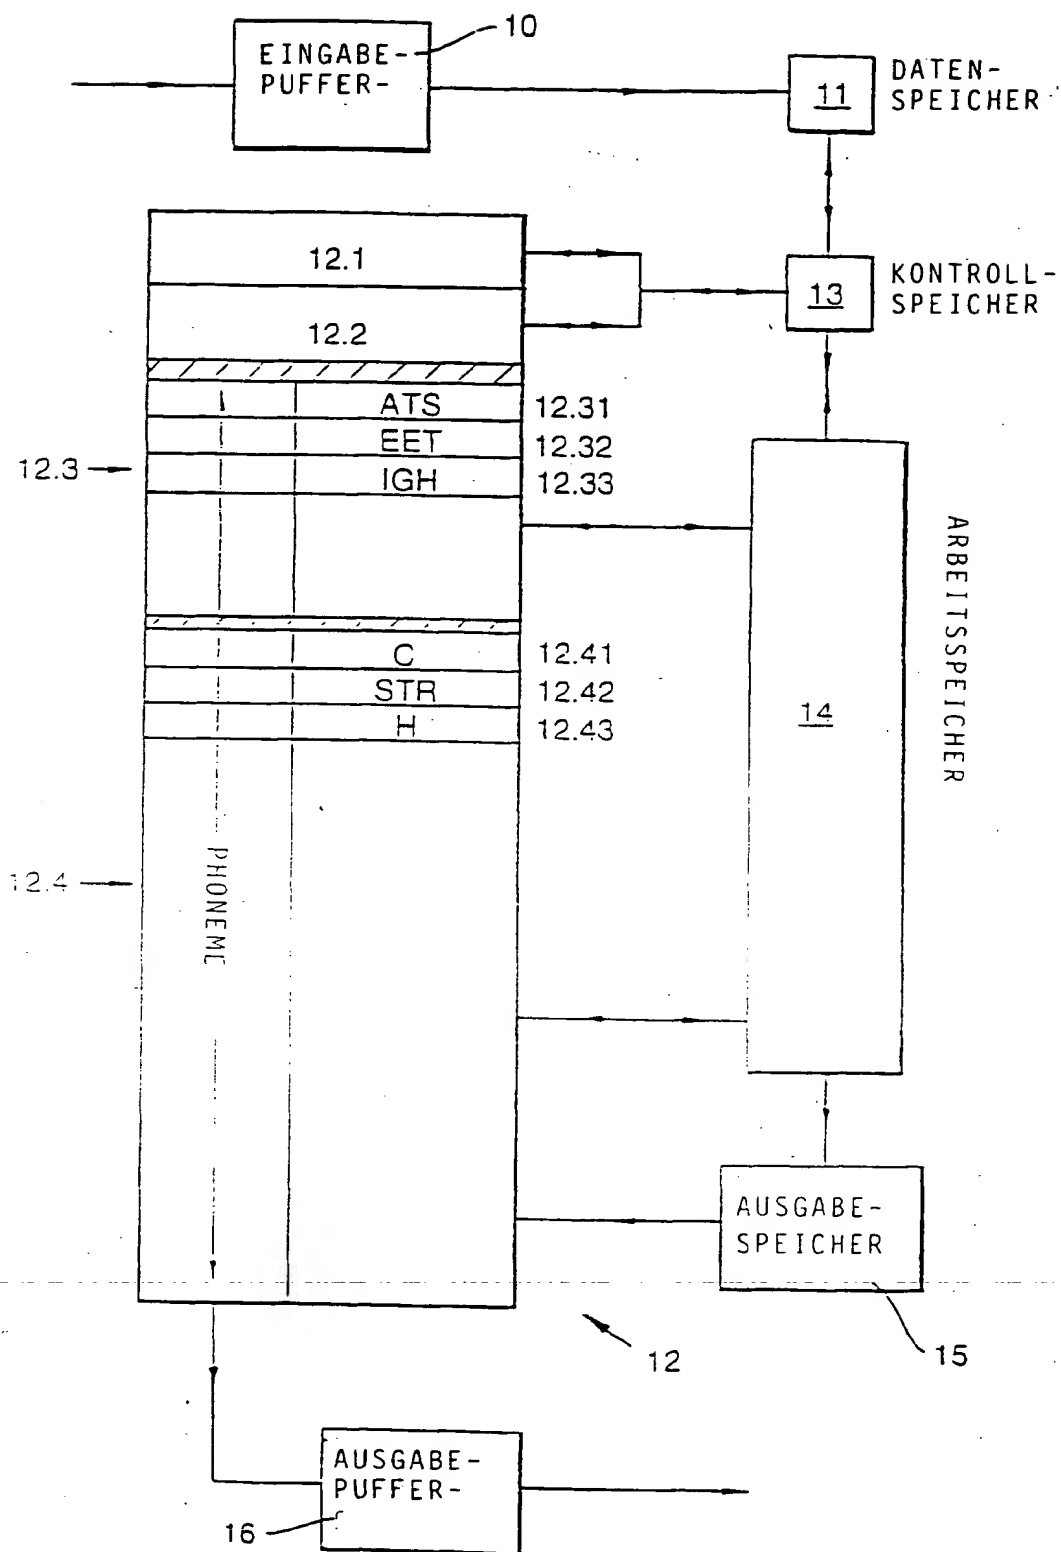 10
EINGABE-
PUFFER-
11
DATEN-
SPEICHER
12.1
13
KONTROLL-
SPEICHER
12.2
ATS
12.31
EET
12.32
12.3
IGH
12.33
ARBEITSSPEICHER
C
12.41
STR
12.42
14
H
12.43
PHONEME
12.4
AUSGABE-
SPEICHER
12
15
AUSGABE-
PUFFER-
16